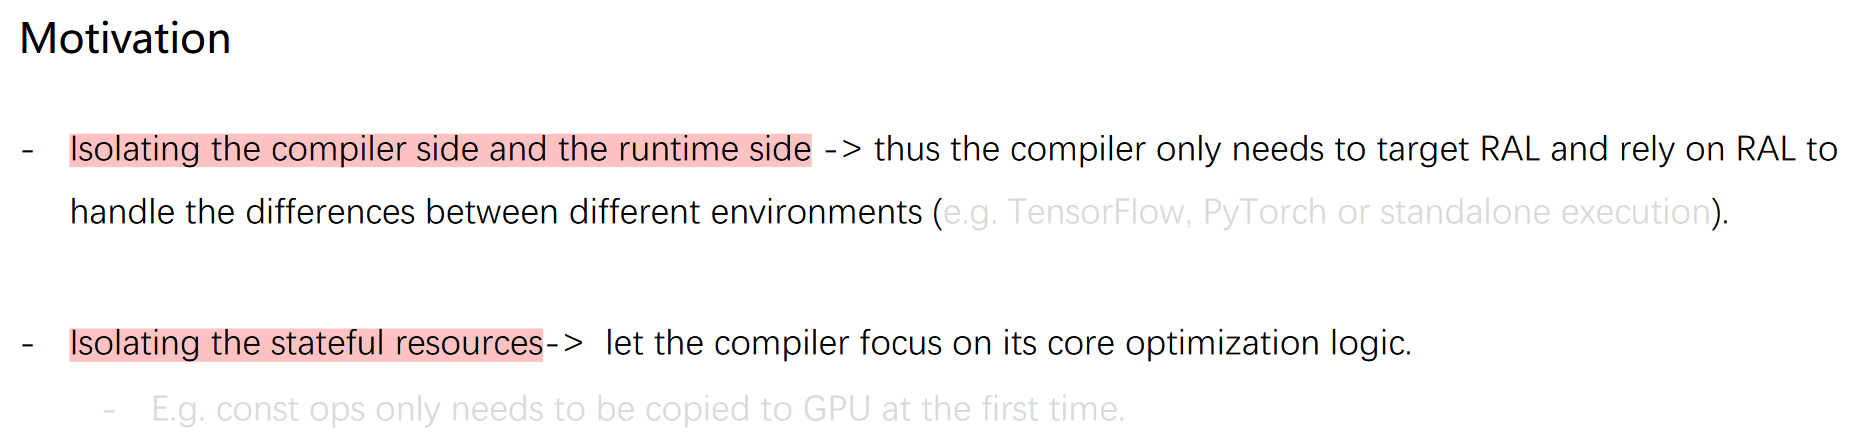 Motivation
- Isolating the compiler side and the runtime side -> thus the compiler only needs to target RAL and rely on RAL to
handle the differences between different environments (e.g. TensorFlow, PyTorch or standalone execution).
- Isolating the stateful resources-> let the compiler focus on its core optimization logic.
- E.g. const ops only needs to be copied to GPU at the first time.